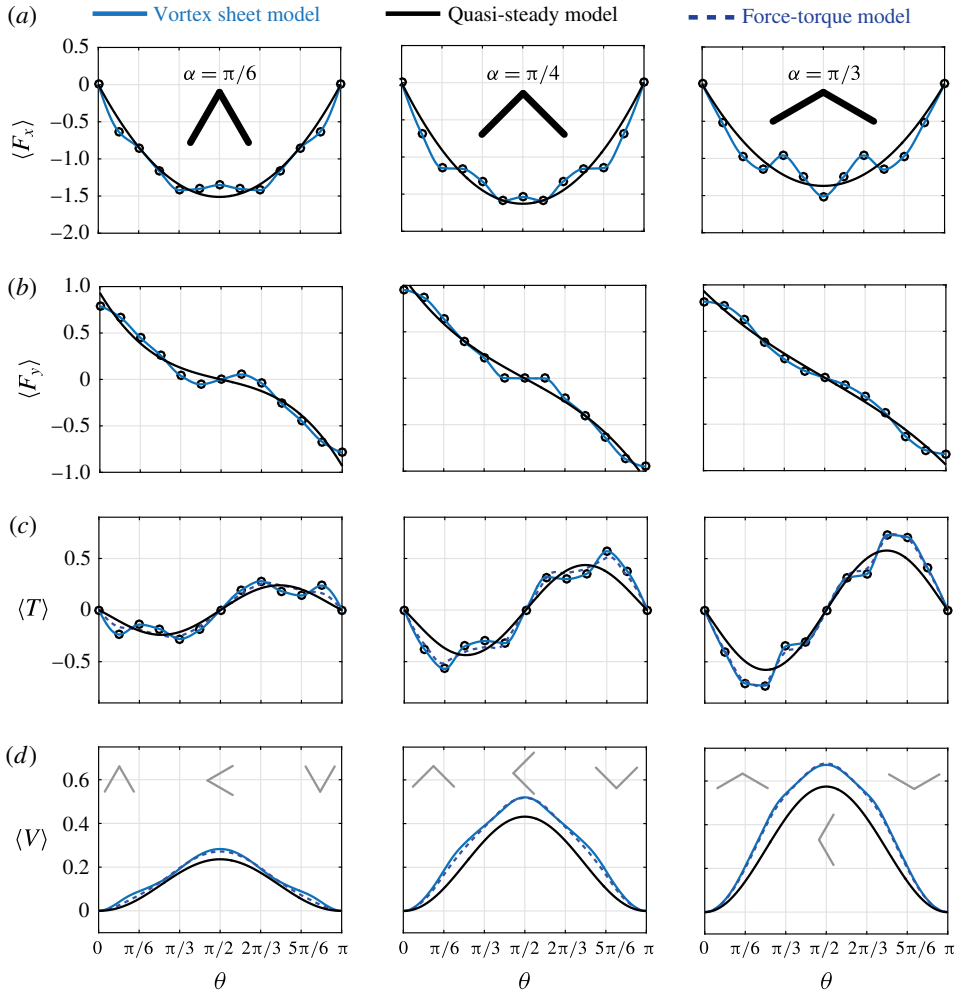 (a) Vortex sheet model Quasi-steady model Force-torque model
α = π/6 α = π/4 α = π/3
⟨Fx⟩
0.5
0
−0.5
−1.0
−1.5
−2.0
(b)
⟨Fy⟩
1.0
0.5
0
−0.5
−1.0
(c)
⟨T⟩
0.5
0
−0.5
(d)
⟨V⟩
0.6
0.4
0.2
0
0 π/6 π/3 π/2 2π/3 5π/6 π 0 π/6 π/3 π/2 2π/3 5π/6 π 0 π/6 π/3 π/2 2π/3 5π/6 π
θ θ θ